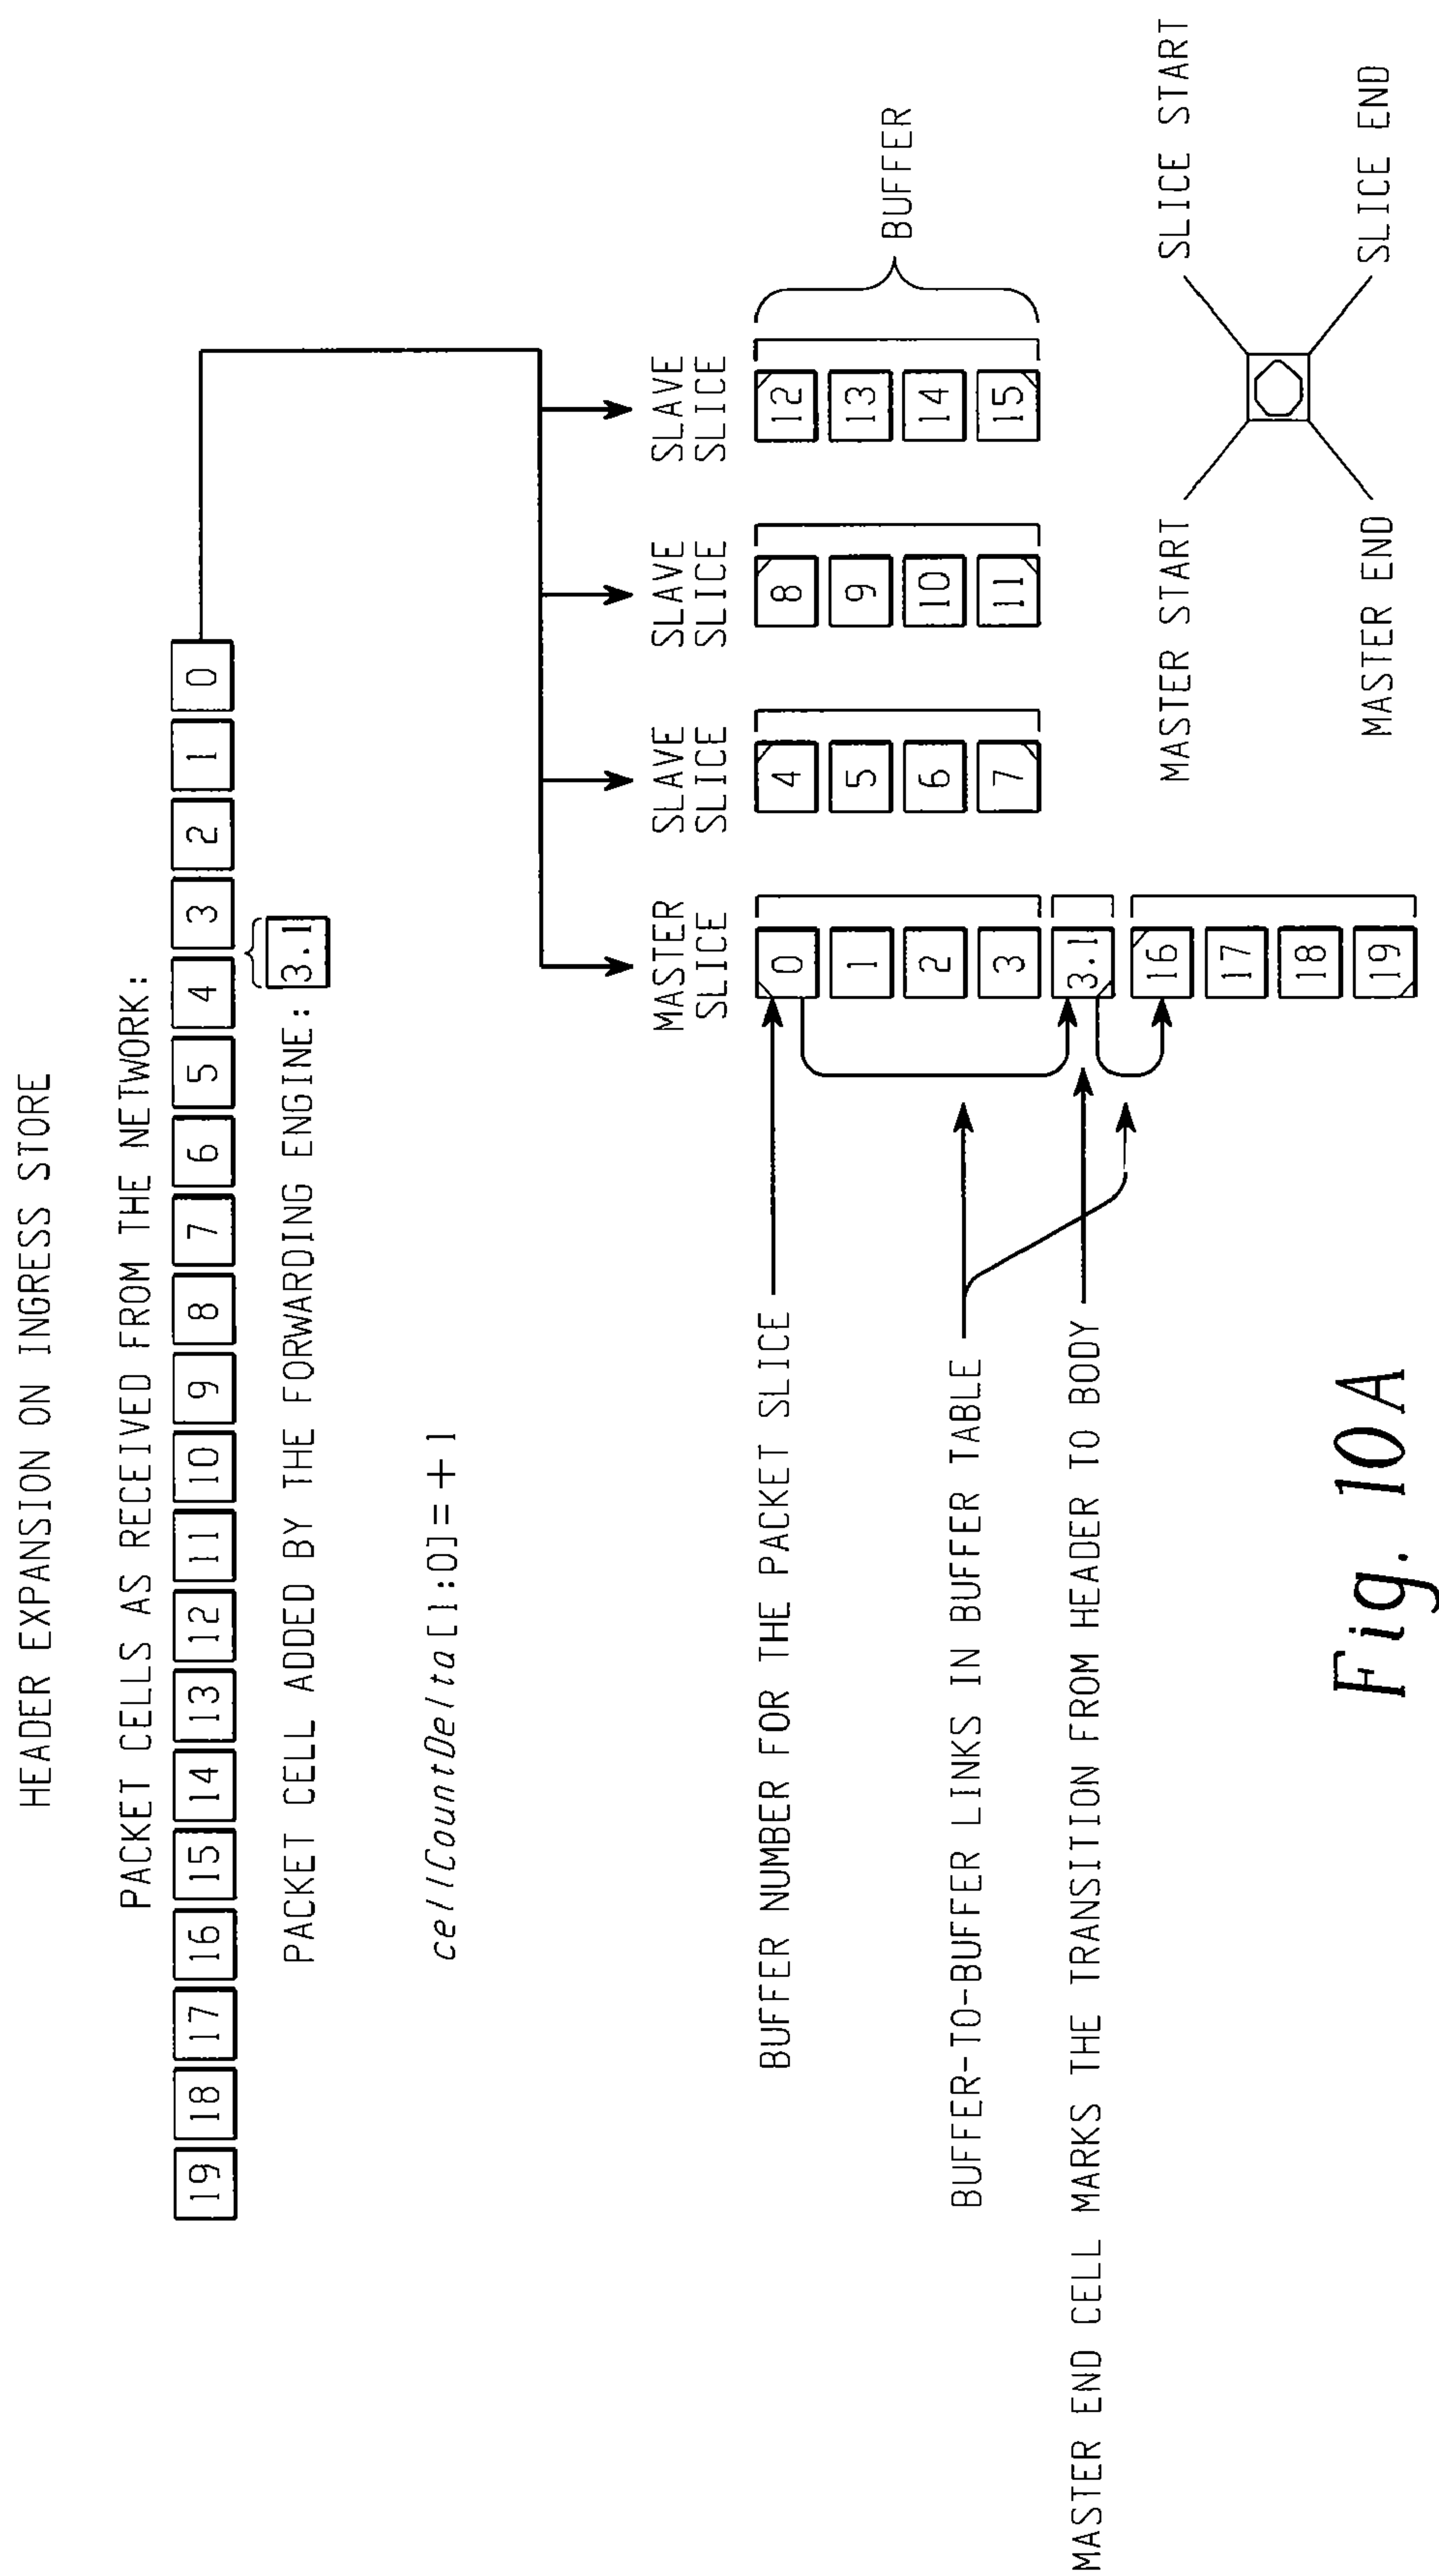 HEADER EXPANSION ON INGRESS STORE
PACKET CELLS AS RECEIVED FROM THE NETWORK:
19 18 17 16 15 14 13 12 11 10 9 8 7 6 5 4 3 2 1 0
PACKET CELL ADDED BY THE FORWARDING ENGINE: 3.1
cellCountDelta[1:0]=+1
MASTER SLAVE SLAVE SLAVE
SLICE SLICE SLICE SLICE
BUFFER NUMBER FOR THE PACKET SLICE 0 4 8 12
1 5 9 13
BUFFER
2 6 10 14
BUFFER-TO-BUFFER LINKS IN BUFFER TABLE
3 7 11 15
MASTER END CELL MARKS THE TRANSITION FROM HEADER TO BODY 3.1
16
17
18
19
MASTER START SLICE START
MASTER END SLICE END
Fig. 10A